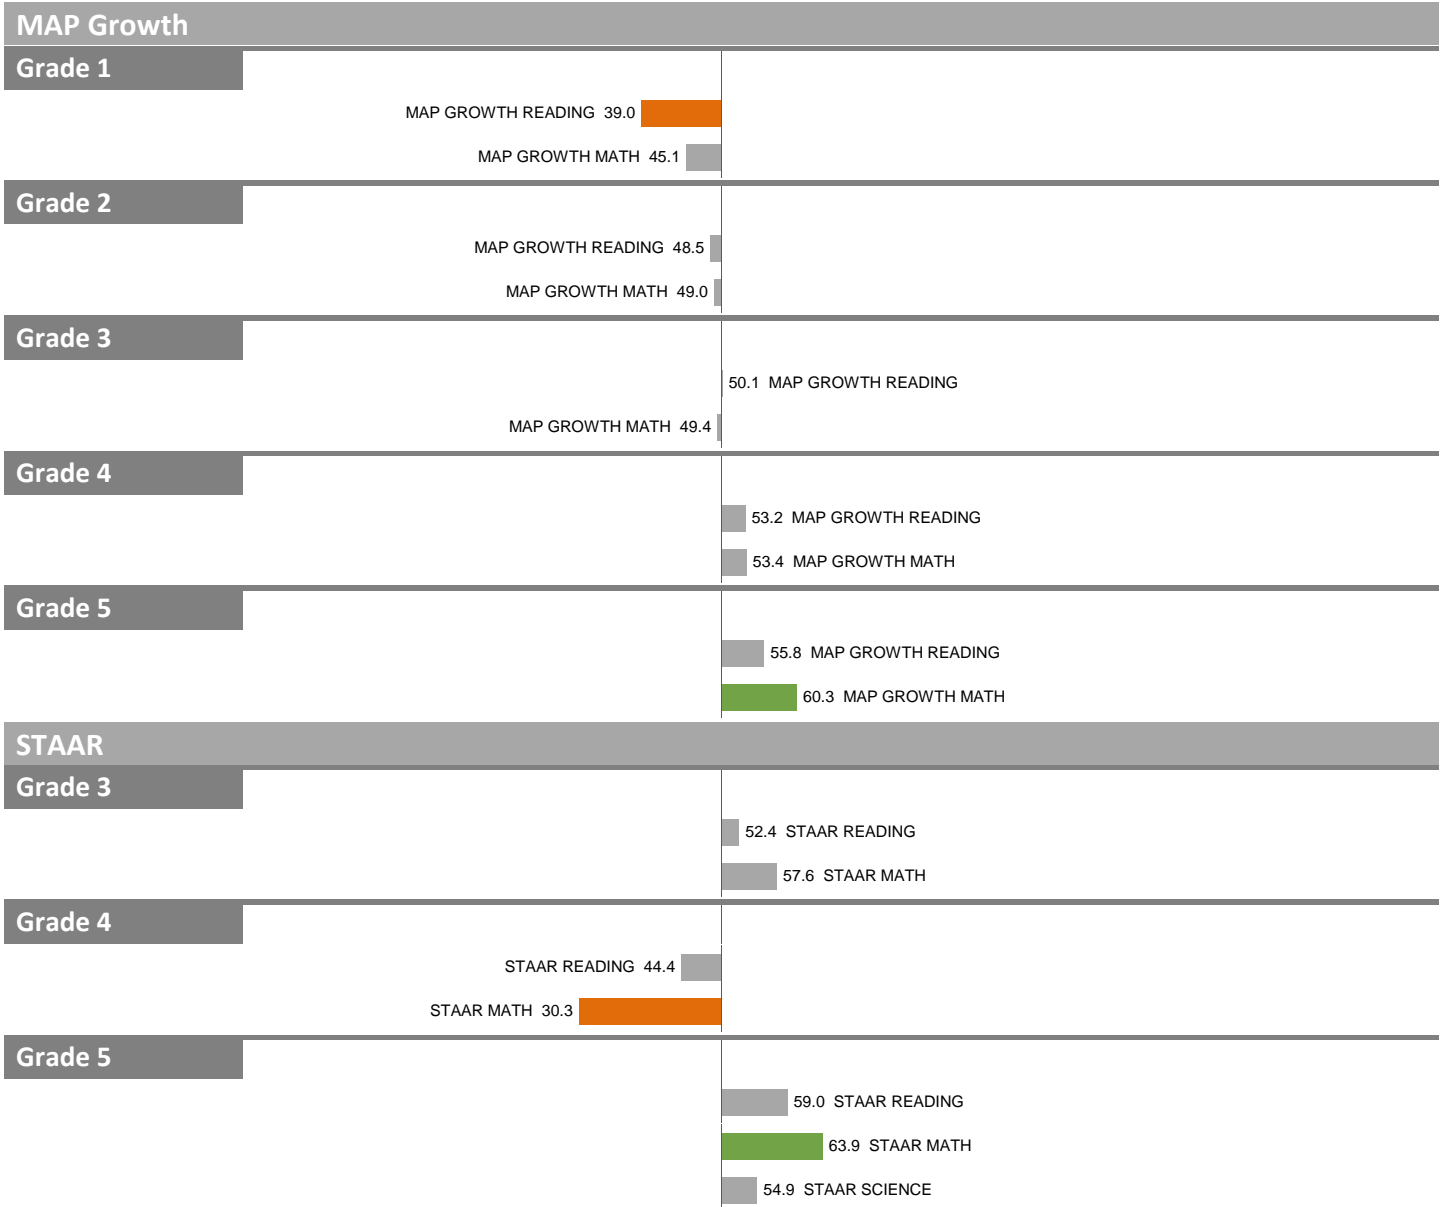 MAP Growth
Grade 1
MAP GROWTH READING 39.0
MAP GROWTH MATH 45.1
Grade 2
MAP GROWTH READING 48.5
MAP GROWTH MATH 49.0
Grade 3
50.1 MAP GROWTH READING
MAP GROWTH MATH 49.4
Grade 4
53.2 MAP GROWTH READING
53.4 MAP GROWTH MATH
Grade 5
55.8 MAP GROWTH READING
60.3 MAP GROWTH MATH
STAAR
Grade 3
52.4 STAAR READING
57.6 STAAR MATH
Grade 4
STAAR READING 44.4
STAAR MATH 30.3
Grade 5
59.0 STAAR READING
63.9 STAAR MATH
54.9 STAAR SCIENCE